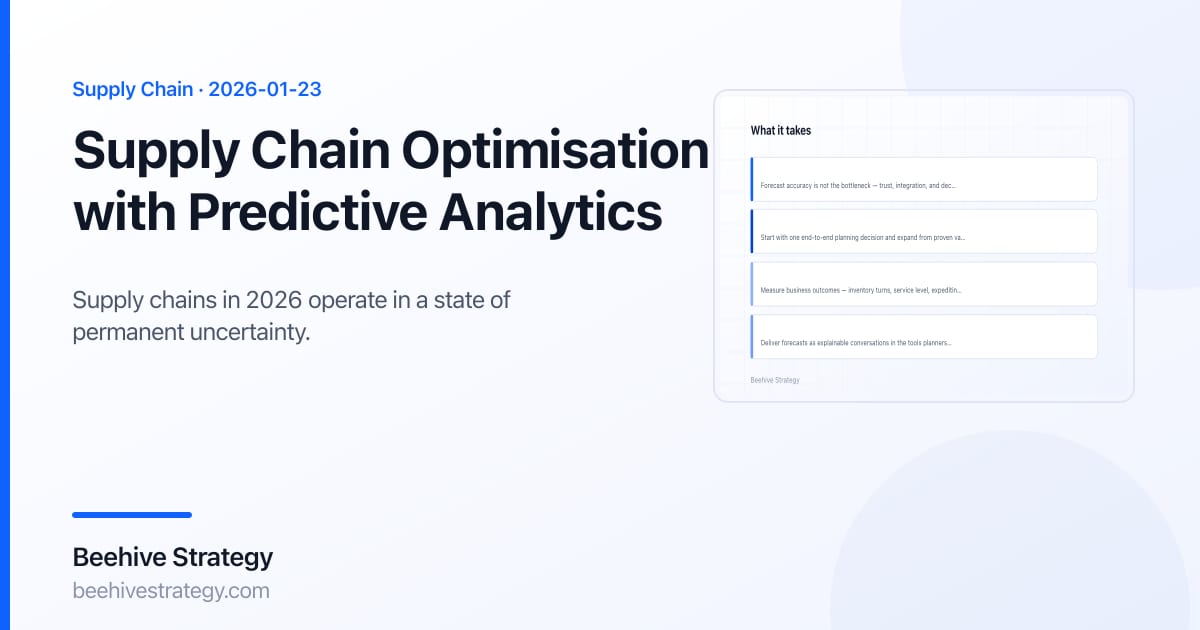 Supply Chain · 2026-01-23
Supply Chain Optimisation
with Predictive Analytics
Supply chains in 2026 operate in a state of
permanent uncertainty.
Beehive Strategy
beehivestrategy.com
What it takes
Forecast accuracy is not the bottleneck — trust, integration, and dec...
Start with one end-to-end planning decision and expand from proven va...
Measure business outcomes — inventory turns, service level, expeditin...
Deliver forecasts as explainable conversations in the tools planners...
Beehive Strategy